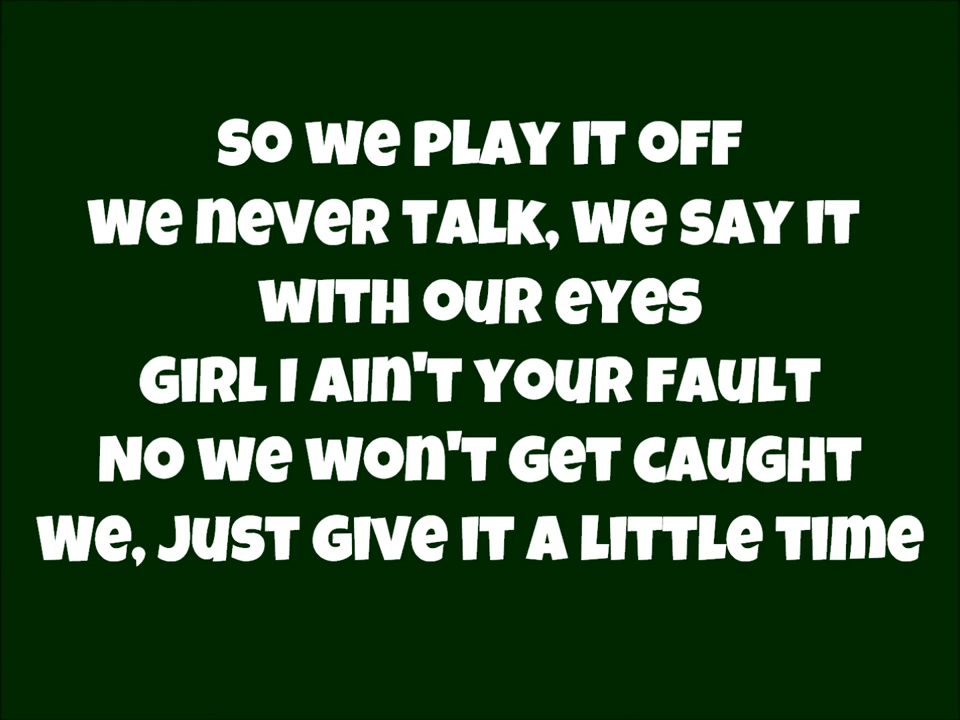 So we play it off
We never talk, we say it
with our eyes
Girl I ain't your fault
No we won't get caught
We, just give it a little time